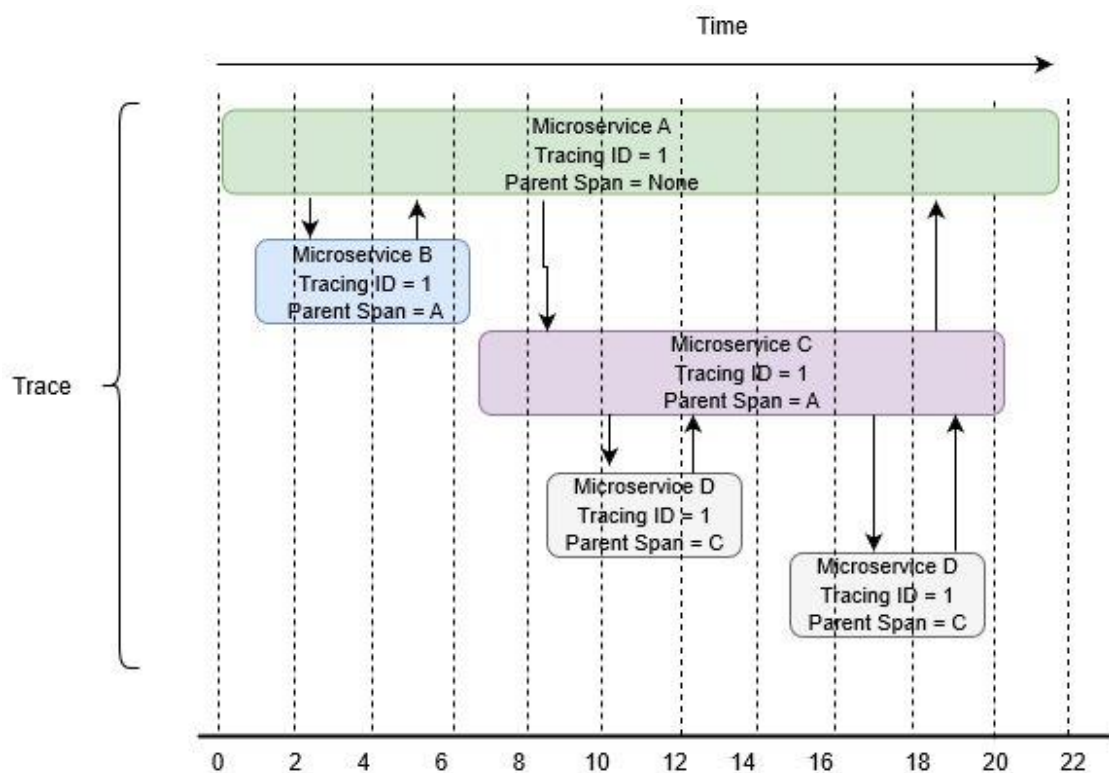 Time
Microservice A
Tracing ID = 1
Parent Span = None
Microservice B
Tracing ID = 1
Parent Span = A
Microservice C
Tracing ID = 1
Parent Span = A
Trace
Microservice D
Tracing ID = 1
Parent Span = C
Microservice D
Tracing ID = 1
Parent Span = C
0 2 4 6 8 10 12 14 16 18 20 22